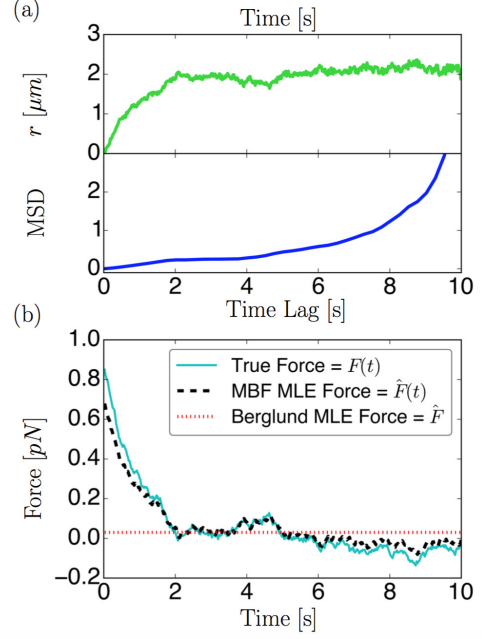 (a)
Time [s]
3
2
1
0
r [μm]
2
1
0
MSD
0 2 4 6 8 10
Time Lag [s]
(b)
1.0
0.8
0.6
0.4
0.2
0.0
−0.2
Force [pN]
True Force = F(t)
MBF MLE Force = F̂(t)
Berglund MLE Force = F̂
0 2 4 6 8 10
Time [s]